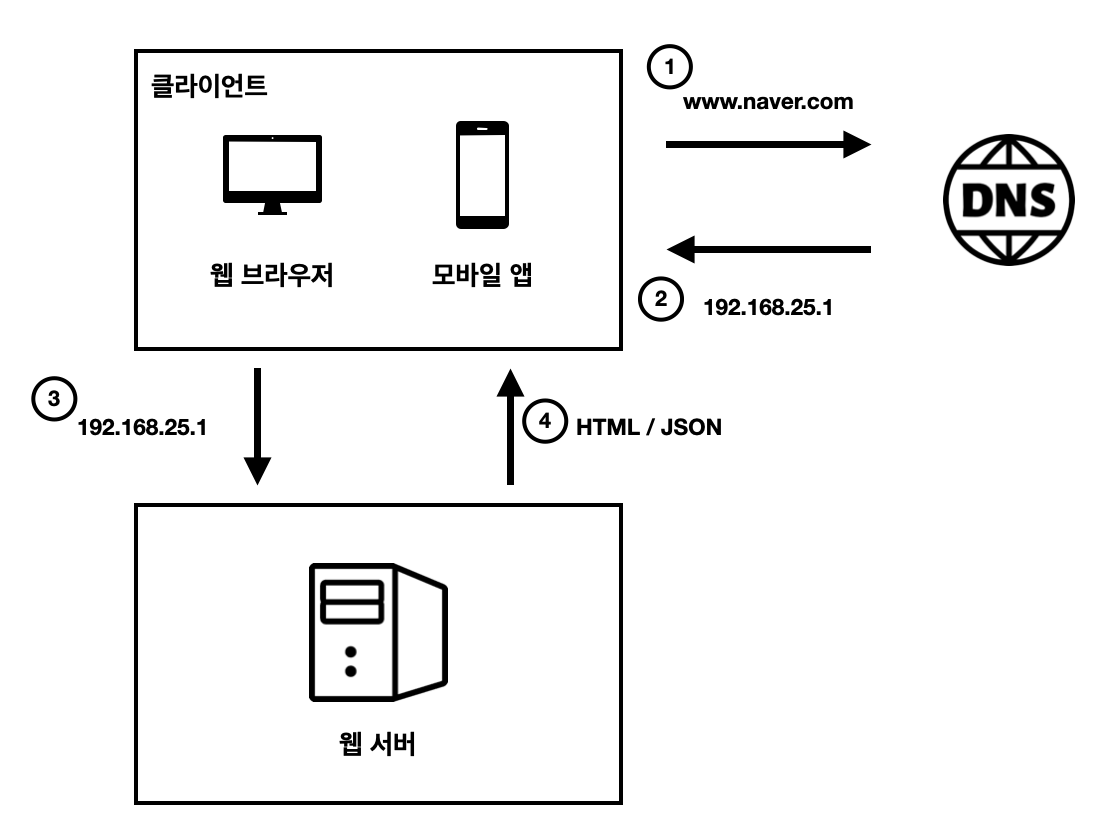 클라이언트
웹 브라우저
모바일 앱
1
www.naver.com
DNS
2
192.168.25.1
3
192.168.25.1
4
HTML / JSON
웹 서버